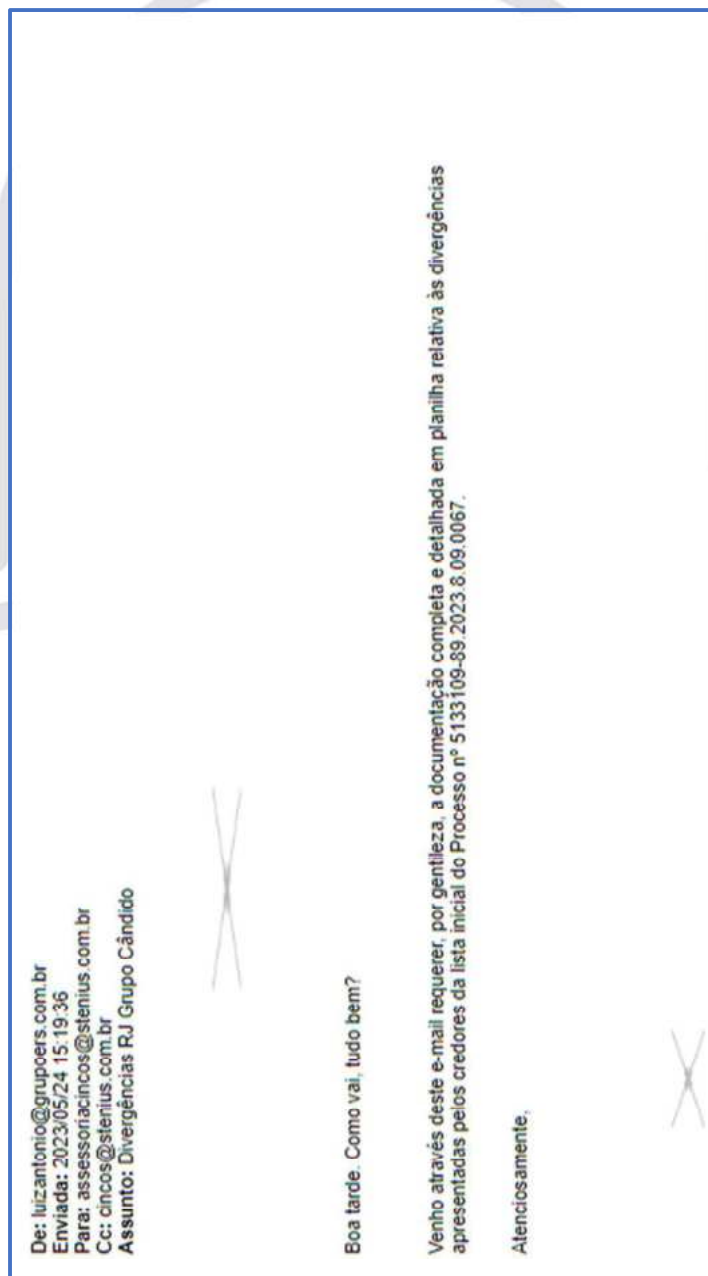 De: luizantonio@grupoers.com.br
Enviada: 2023/05/24 15:19:36
Para: assessoriacincos@stenius.com.br
Cc: cincos@stenius.com.br
Assunto: Divergências RJ Grupo Cândido
Boa tarde. Como vai, tudo bem?
Venho através deste e-mail requerer, por gentileza, a documentação completa e detalhada em planilha relativa às divergências
apresentadas pelos credores da lista inicial do Processo nº 5133109-89.2023.8.09.0067.
Atenciosamente,